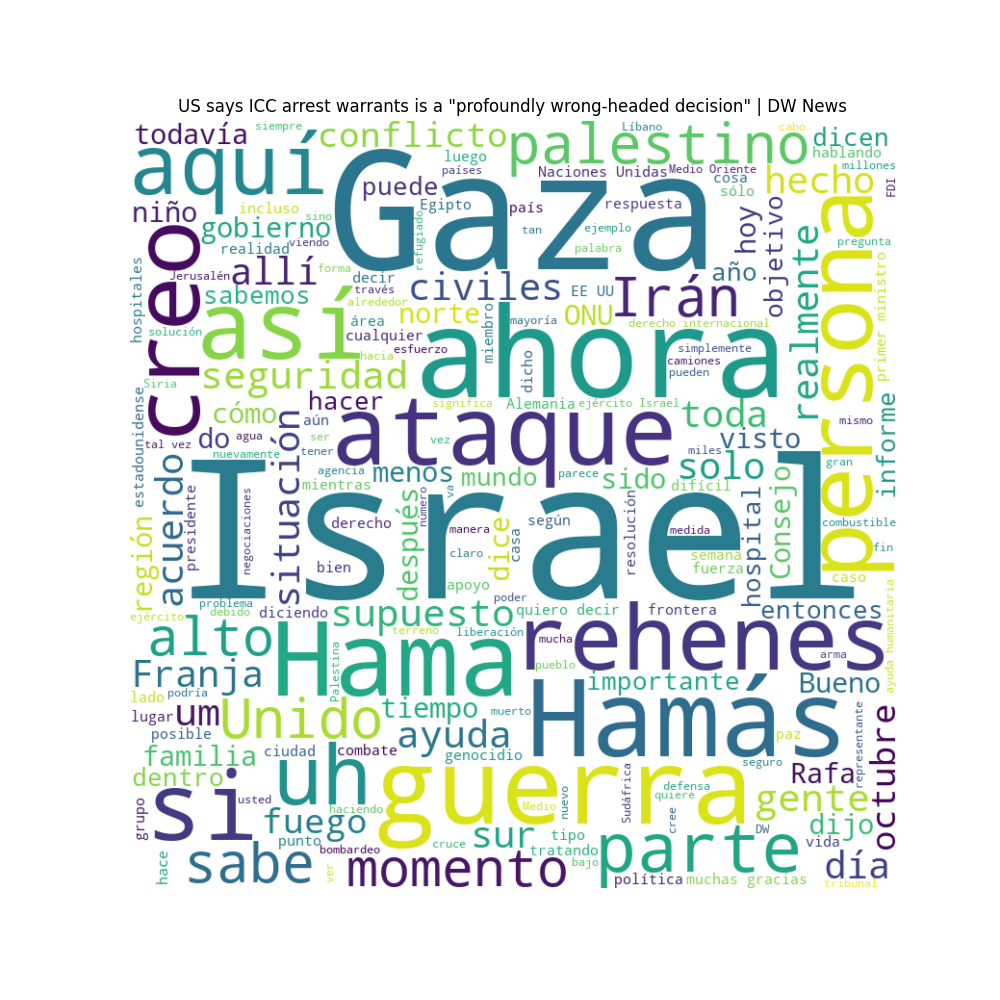 US says ICC arrest warrants is a "profoundly wrong-headed decision" | DW News
todavía
siempre
conflicto
palestino
Líbano
cabo
dicen
aquí
Gaza
luego
países
Naciones Unidas
Medio Oriente
cosa
sólo
hablando
millones
hecho
FDI
niño
incluso
puede
Egipto
país
respuesta
hoy
objetivo
persona
gobierno
sino
refugiado
tan
ejemplo
palabra
realidad
viendo
pregunta
creo
hospitales
Jerusalén
allí
forma
decir
civiles
EE UU
Irán
año
realmente
primer ministro
sabemos
través
alrededor
norte
miembro
ONU
mayoría
derecho internacional
solución
así
área
cualquier
esfuerzo
hacia
ahora
dicho
simplemente
camiones
pueden
seguridad
Siria
estadounidense
hacer
significa
Alemania
ejército Israel
toda
informe
mismo
cómo
situación
aún
ataque
tal vez
do
agua
ser
tener
vez
miles
visto
gran
nuevamente
acuerdo
presidente
negociaciones
agencia
mientras
menos
mundo
parece
sido
difícil
solo
Consejo
hospital
combustible
región
Israel
derecho
después
número
va
manera
dice
casa
según
resolución
medida
semana
fuerza
fin
bien
claro
apoyo
caso
ejército
problema
debido
diciendo
supuesto
poder
quiero decir
frontera
entonces
ayuda humanitaria
alto
Hama
terreno
liberación
rehenes
mucha
arma
Franja
Palestina
pueblo
importante
Bueno
lado
podría
lugar
um
Unido
tiempo
muerto
Hamás
representante
octubre
posible
ayuda
paz
familia
ciudad
combate
genocidio
seguro
Rafa
dentro
uh
guerra
Medio
nuevo
Sudáfrica
defensa
quiere
gente
grupo
si
usted
haciendo
fuego
punto
sur
tipo
cree
DW
dijo
vida
bombardeo
cruce
tratando
parte
bajo
hace
sabe
ver
momento
política
muchas gracias
día
tribunal